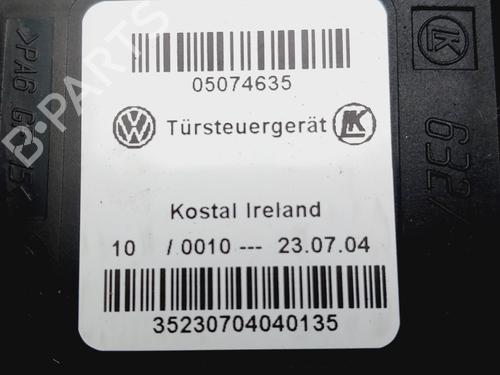 05074635
Türsteuergerät
Kostal Ireland
10 / 0010 --- 23.07.04
35230704040135
>PA6
632
B-PARTS